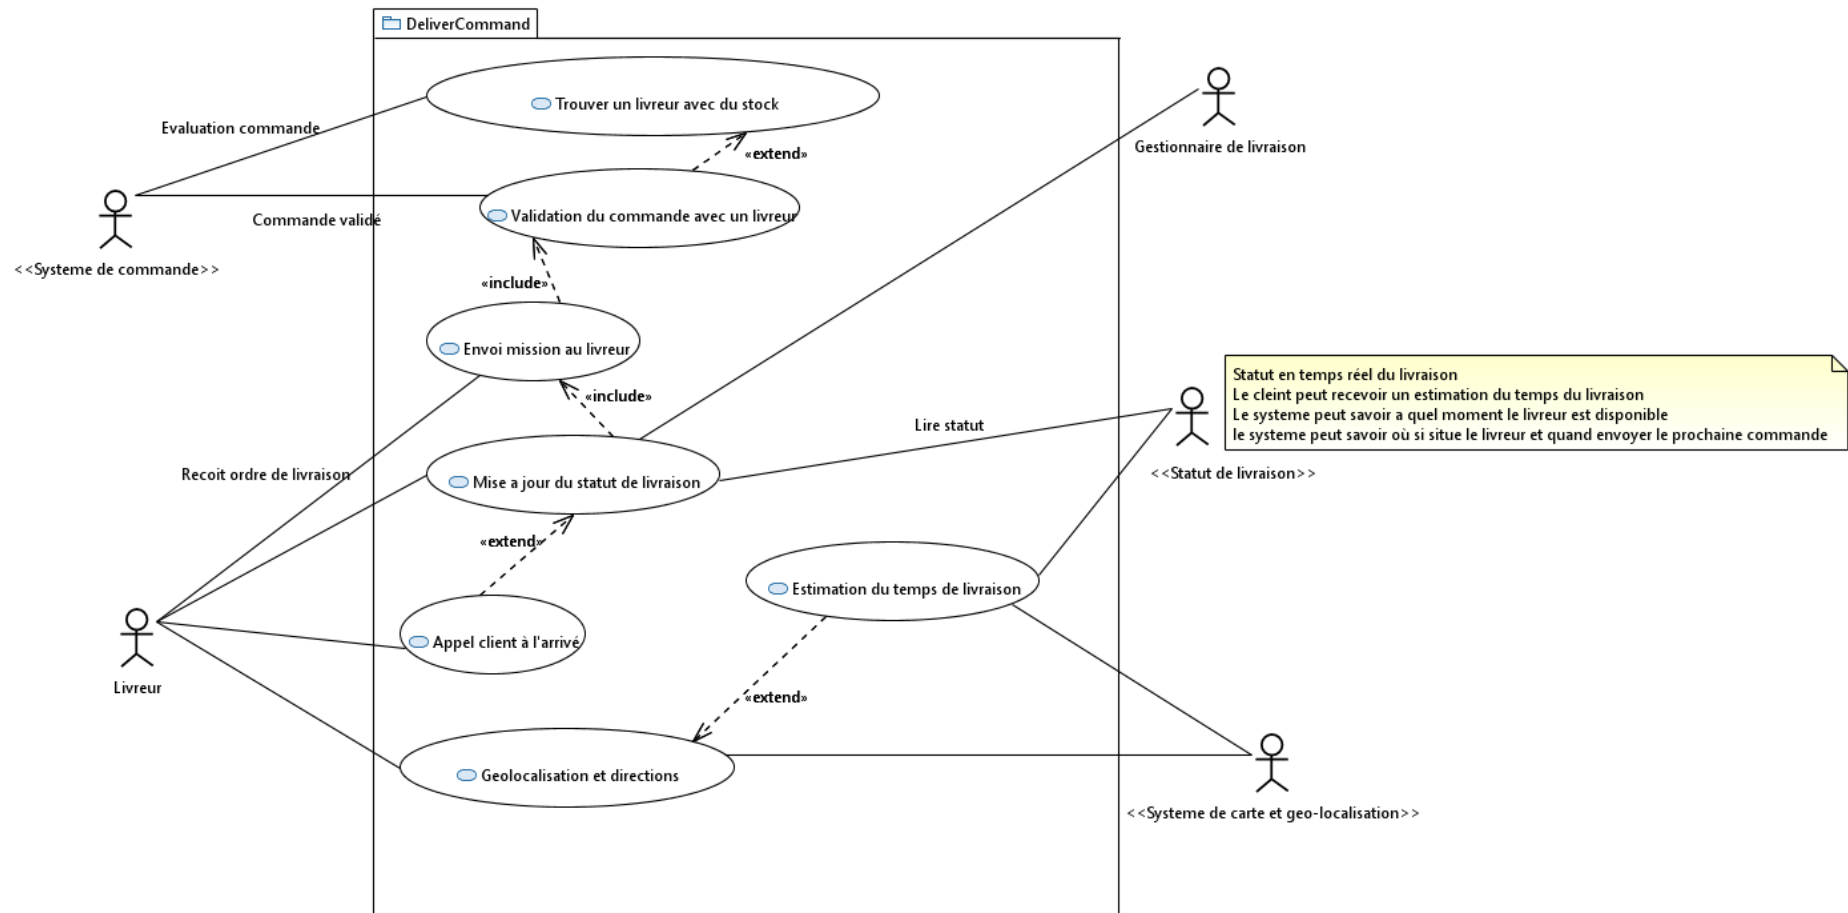 DeliverCommand
Trouver un livreur avec du stock
Evaluation commande
Gestionnaire de livraison
«extend»
Validation du commande avec un livreur
Commande validé
<<Systeme de commande>>
«include»
Envoi mission au livreur
«include»
Statut en temps réel du livraison
Le cleint peut recevoir un estimation du temps du livraison
Le systeme peut savoir a quel moment le livreur est disponible
le systeme peut savoir où si situe le livreur et quand envoyer le prochaine commande
Lire statut
<<Statut de livraison>>
Recoit ordre de livraison
Mise a jour du statut de livraison
«extend»
Estimation du temps de livraison
Appel client à l'arrivé
Livreur
«extend»
Geolocalisation et directions
<<Systeme de carte et geo-localisation>>